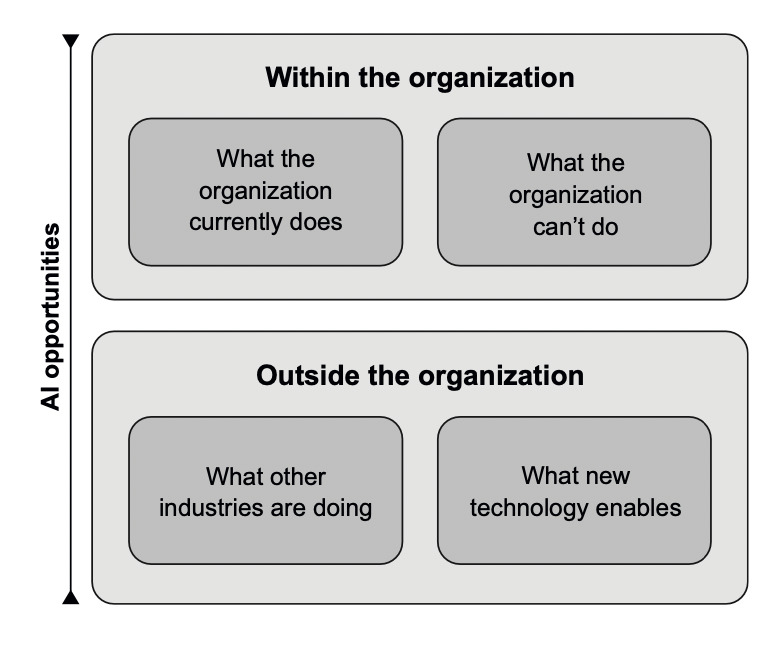 Within the organization
What the
organization
currently does
What the
organization
can’t do
AI opportunities
Outside the organization
What other
industries are doing
What new
technology enables